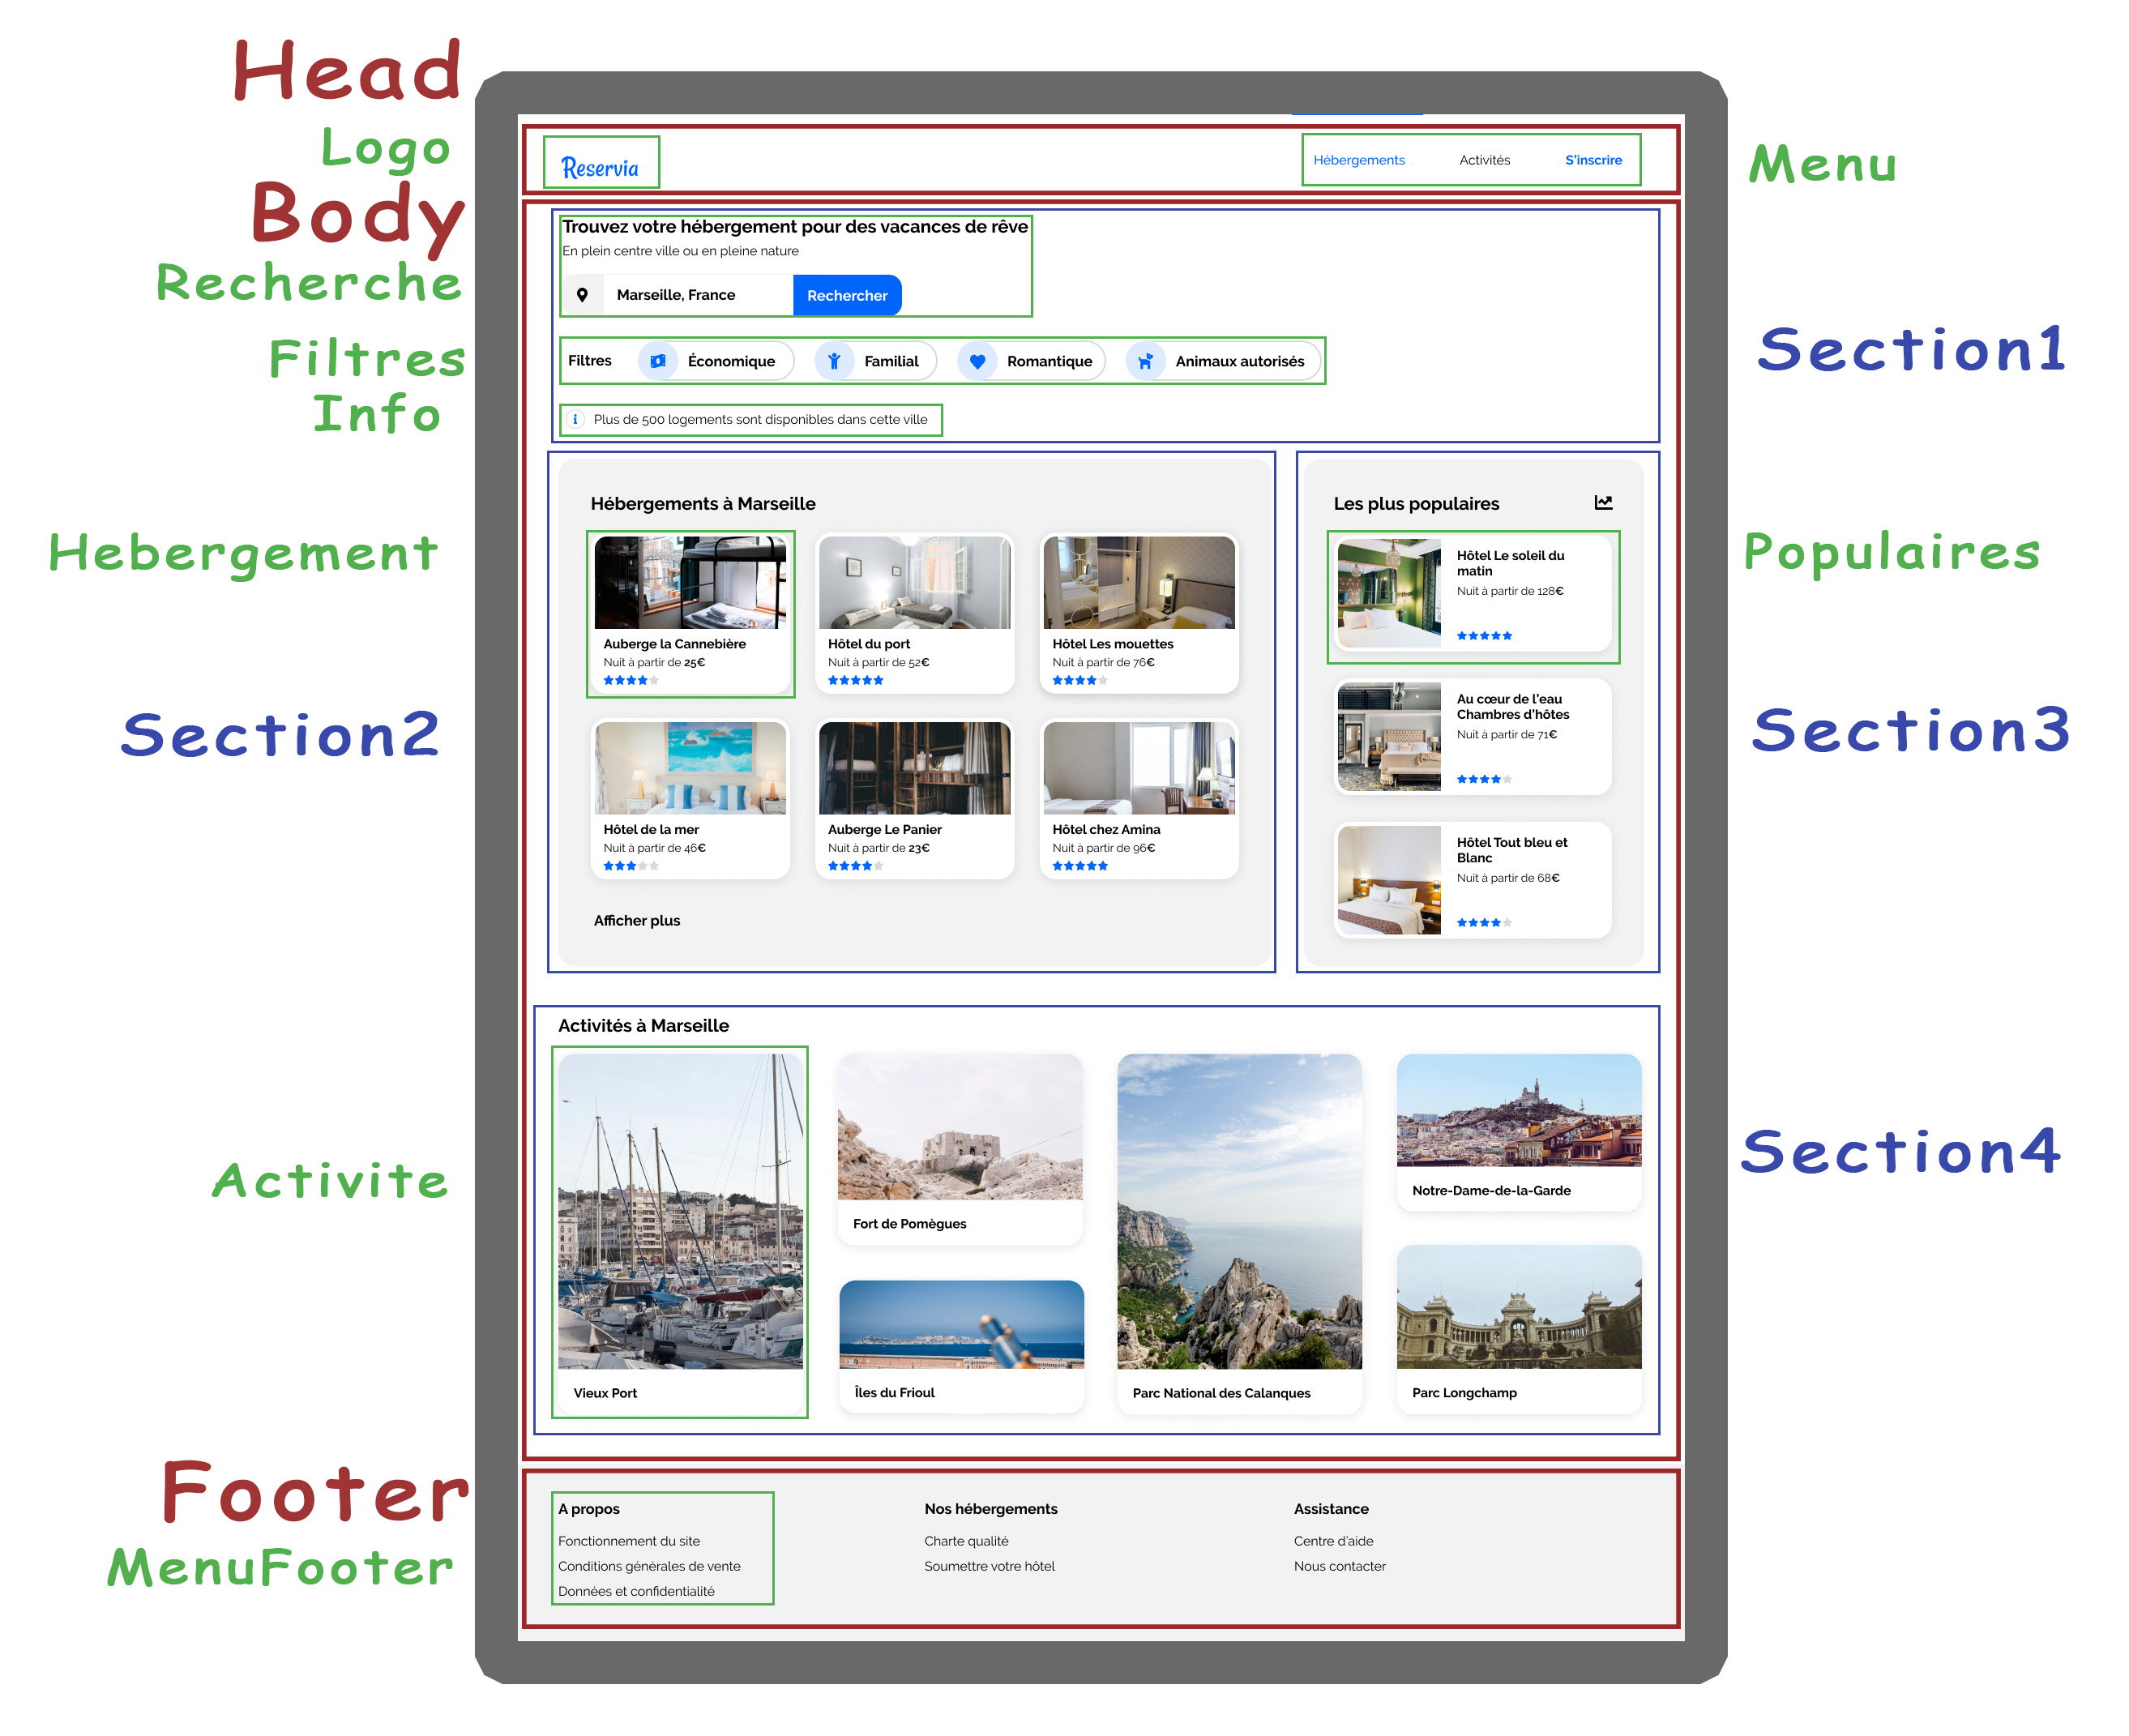 Head
Logo
Menu
Reservia
Hébergements
Activités
S'inscrire
Body
Recherche
Trouvez votre hébergement pour des vacances de rêve
En plein centre ville ou en pleine nature
Marseille, France
Rechercher
Section1
Filtres
Filtres
Économique
Familial
Romantique
Animaux autorisés
Info
Plus de 500 logements sont disponibles dans cette ville
Hebergement
Section2
Hébergements à Marseille
Auberge la Cannebière
Nuit à partir de 25€
Hôtel du port
Nuit à partir de 52€
Hôtel Les mouettes
Nuit à partir de 76€
Hôtel de la mer
Nuit à partir de 46€
Auberge Le Panier
Nuit à partir de 23€
Hôtel chez Amina
Nuit à partir de 96€
Afficher plus
Populaires
Section3
Les plus populaires
Hôtel Le soleil du
matin
Nuit à partir de 128€
Au cœur de l'eau
Chambres d'hôtes
Nuit à partir de 71€
Hôtel Tout bleu et
Blanc
Nuit à partir de 68€
Activite
Section4
Activités à Marseille
Vieux Port
Fort de Pomègues
Îles du Frioul
Parc National des Calanques
Notre-Dame-de-la-Garde
Parc Longchamp
Footer
MenuFooter
A propos
Fonctionnement du site
Conditions générales de vente
Données et confidentialité
Nos hébergements
Charte qualité
Soumettre votre hôtel
Assistance
Centre d'aide
Nous contacter